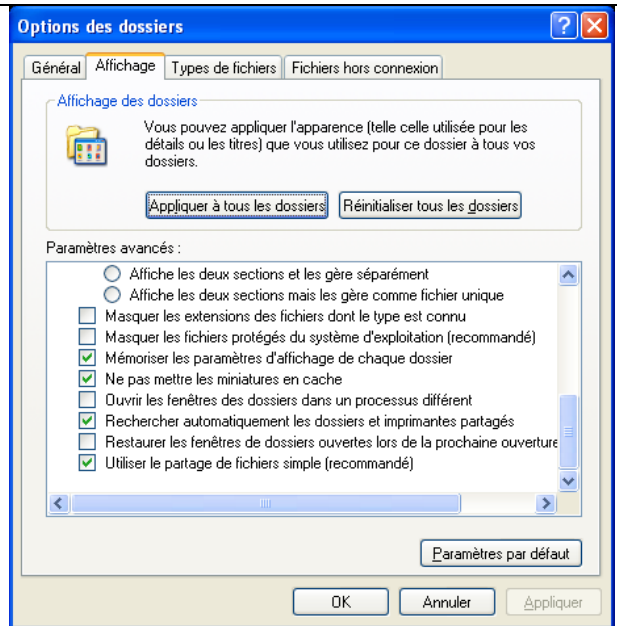 Options des dossiers
Général Affichage Types de fichiers Fichiers hors connexion
Affichage des dossiers
Vous pouvez appliquer l'apparence (telle celle utilisée pour les
détails ou les titres) que vous utilisez pour ce dossier à tous vos
dossiers.
Appliquer à tous les dossiers Réinitialiser tous les dossiers
Paramètres avancés :
Affiche les deux sections et les gère séparément
Affiche les deux sections mais les gère comme fichier unique
Masquer les extensions des fichiers dont le type est connu
Masquer les fichiers protégés du système d'exploitation (recommandé)
Mémoriser les paramètres d'affichage de chaque dossier
Ne pas mettre les miniatures en cache
Ouvrir les fenêtres des dossiers dans un processus différent
Rechercher automatiquement les dossiers et imprimantes partagés
Restaurer les fenêtres de dossiers ouvertes lors de la prochaine ouverture
Utiliser le partage de fichiers simple (recommandé)
Paramètres par défaut
OK Annuler Appliquer